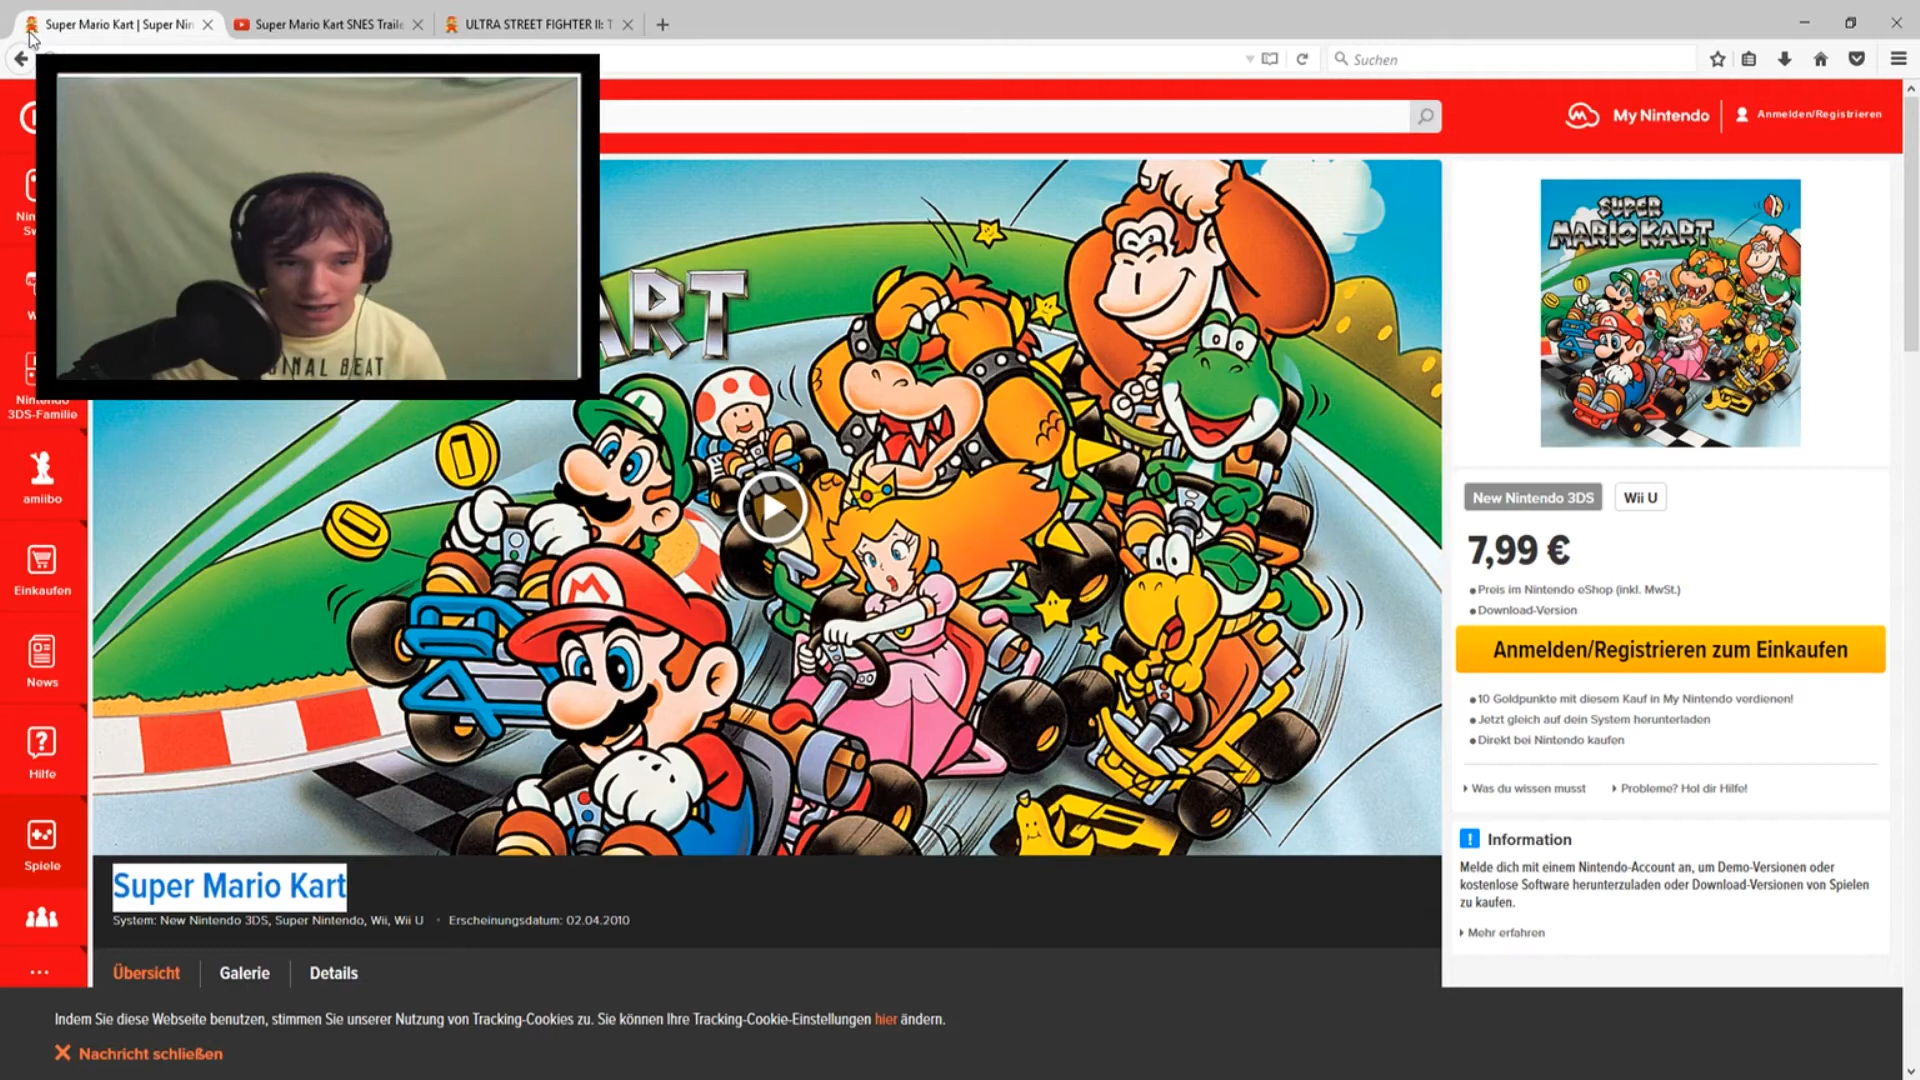 Super Mario Kart | Super Nin
Super Mario Kart SNES Traile
ULTRA STREET FIGHTER II: T
Suchen
My Nintendo
Anmelden/Registrieren
Nin
Sw
W
Nintendo
3DS-Familie
amiibo
Einkaufen
News
Hilfe
Spiele
...
INAL BEAT
ART
SUPER
MARIO KART
New Nintendo 3DS
Wii U
7,99 €
Preis im Nintendo eShop (inkl. MwSt.)
Download-Version
Anmelden/Registrieren zum Einkaufen
10 Goldpunkte mit diesem Kauf in My Nintendo verdienen!
Jetzt gleich auf dein System herunterladen
Direkt bei Nintendo kaufen
Was du wissen musst
Probleme? Hol dir Hilfe!
Information
Melde dich mit einem Nintendo-Account an, um Demo-Versionen oder
kostenlose Software herunterzuladen oder Download-Versionen von Spielen
zu kaufen.
Mehr erfahren
Super Mario Kart
System: New Nintendo 3DS, Super Nintendo, Wii, Wii U • Erscheinungsdatum: 02.04.2010
Übersicht
Galerie
Details
Indem Sie diese Webseite benutzen, stimmen Sie unserer Nutzung von Tracking-Cookies zu. Sie können Ihre Tracking-Cookie-Einstellungen hier ändern.
Nachricht schließen